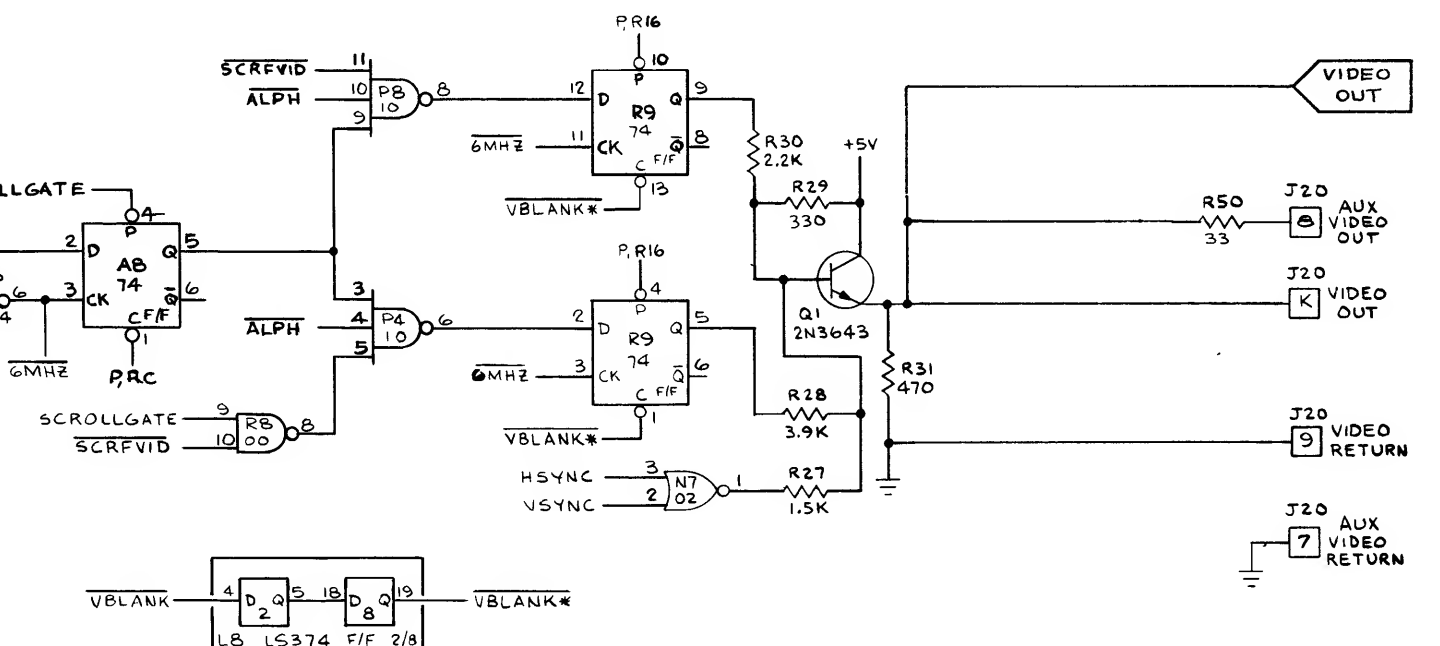 P,R16
SCRFVID 11
ALPH 10 P8 8
10
9
12 D P 10 Q 9
R9
74
6MHZ 11 CK Q 8
C F/F
13
VBLANK*
R30
2.2K
+5V
R29
330
VIDEO
OUT
J20
R50
33
8 AUX
VIDEO
OUT
LLGATE 4
P
2 D Q 5
A8
74
6 3 CK Q 6
4
C F/F
1
6MHZ
P,RC
3
ALPH 4 P4 6
10
5
P,R16
4
P
2 D Q 5
R9
74
6MHZ 3 CK Q 6
C F/F
1
VBLANK*
Q1
2N3643
J20
K VIDEO
OUT
R31
470
SCROLLGATE 9 R8 8
SCRFVID 10 00
R28
3.9K
J20
9 VIDEO
RETURN
HSYNC 3 N7 1
VSYNC 2 02
R27
1.5K
J20
7 AUX
VIDEO
RETURN
VBLANK 4 D 2 Q 5 18 D 8 Q 19 VBLANK*
L8 LS374 F/F 2/8